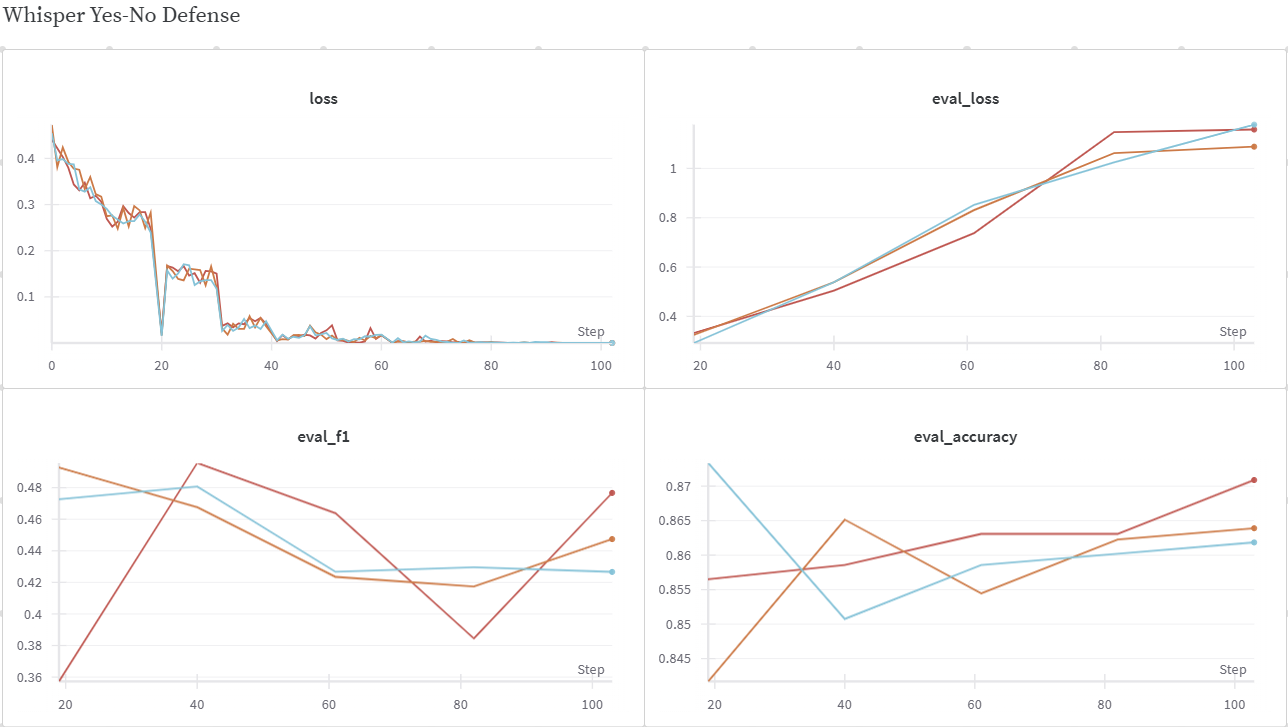 Whisper Yes-No Defense
loss
0.4
0.3
0.2
0.1
Step
0 20 40 60 80 100
eval_loss
1
0.8
0.6
0.4
Step
20 40 60 80 100
eval_f1
0.48
0.46
0.44
0.42
0.4
0.38
0.36
Step
20 40 60 80 100
eval_accuracy
0.87
0.865
0.86
0.855
0.85
0.845
Step
20 40 60 80 100